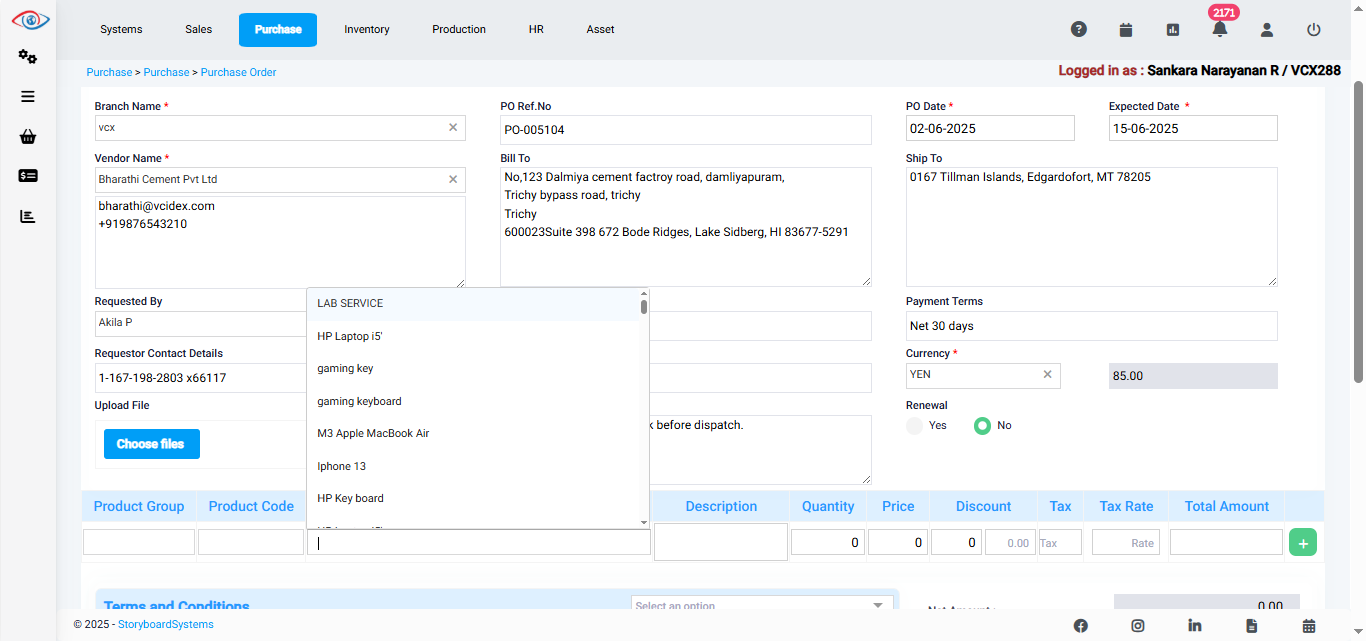 2171
Systems
Sales
Purchase
Inventory
Production
HR
Asset
Purchase > Purchase > Purchase Order
Logged in as : Sankara Narayanan R / VCX288
Branch Name *
vcx
PO Ref.No
PO-005104
PO Date *
02-06-2025
Expected Date *
15-06-2025
Vendor Name *
Bharathi Cement Pvt Ltd
bharathi@vcidex.com
+919876543210
Bill To
No,123 Dalmiya cement factroy road, damliyapuram,
Trichy bypass road, trichy
Trichy
600023Suite 398 672 Bode Ridges, Lake Sidberg, HI 83677-5291
Ship To
0167 Tillman Islands, Edgardofort, MT 78205
Requested By
Akila P
Payment Terms
Net 30 days
Requestor Contact Details
1-167-198-2803 x66117
Currency *
YEN
85.00
Upload File
Choose files
before dispatch.
Renewal
Yes
No
LAB SERVICE
HP Laptop i5'
gaming key
gaming keyboard
M3 Apple MacBook Air
Iphone 13
HP Key board
Product Group
Product Code
Description
Quantity
Price
Discount
Tax
Tax Rate
Total Amount
0
0
0
0.00
Tax
Rate
+
Terms and Conditions
Select an option
Net Amount :
0.00
© 2025 - StoryboardSystems